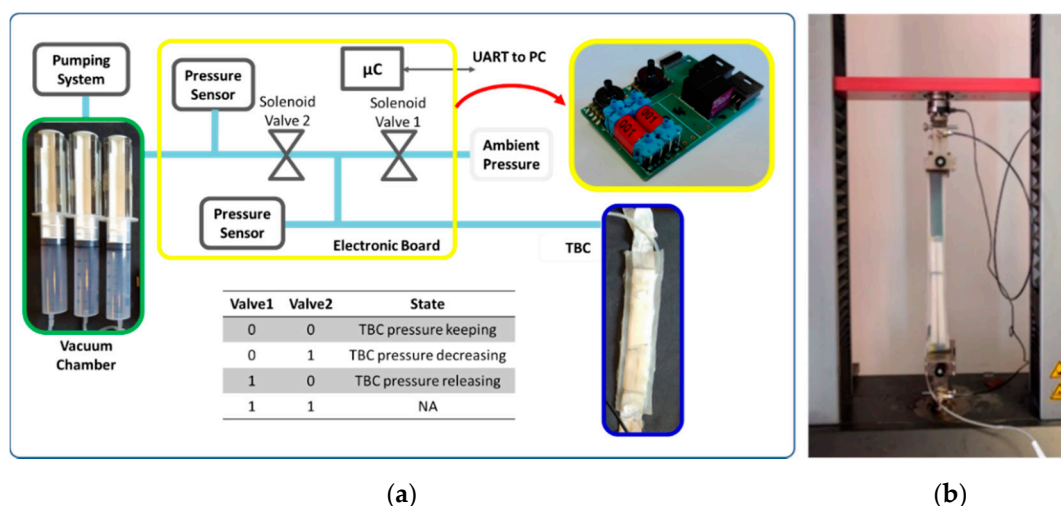 Pumping
System
Pressure
Sensor
µC
UART to PC
Solenoid
Valve 2
Solenoid
Valve 1
Ambient
Pressure
Pressure
Sensor
Electronic Board
TBC
Vacuum
Chamber
Valve1 Valve2 State
0 0 TBC pressure keeping
0 1 TBC pressure decreasing
1 0 TBC pressure releasing
1 1 NA
001
001
(a)
(b)